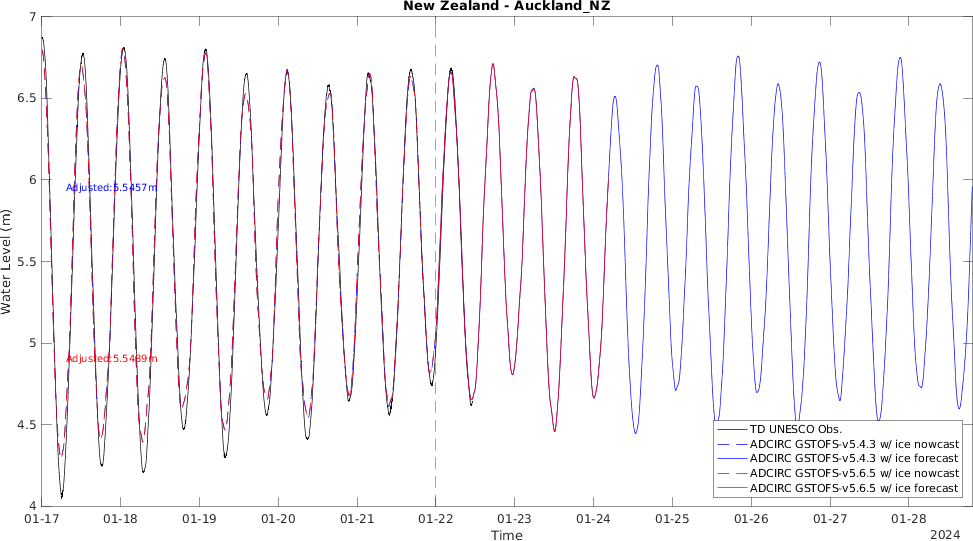 New Zealand - Auckland_NZ
7
6.5
6
5.5
5
4.5
4
Water Level (m)
Adjusted:5.5457m
Adjusted:5.5489m
TD UNESCO Obs.
ADCIRC GSTOFS-v5.4.3 w/ ice nowcast
ADCIRC GSTOFS-v5.4.3 w/ ice forecast
ADCIRC GSTOFS-v5.6.5 w/ ice nowcast
ADCIRC GSTOFS-v5.6.5 w/ ice forecast
01-17 01-18 01-19 01-20 01-21 01-22 01-23 01-24 01-25 01-26 01-27 01-28
Time
2024